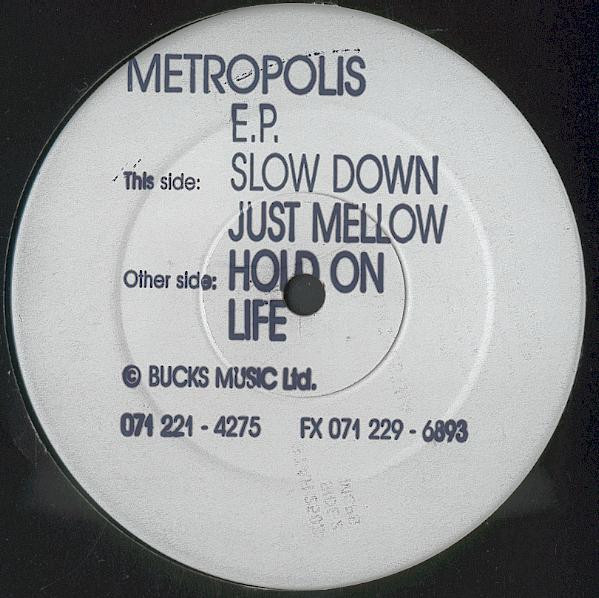 METROPOLIS
E.P.
This side: SLOW DOWN
JUST MELLOW
Other side: HOLD ON
LIFE
© BUCKS MUSIC Ltd.
071 221 - 4275 FX 071 229 - 6893